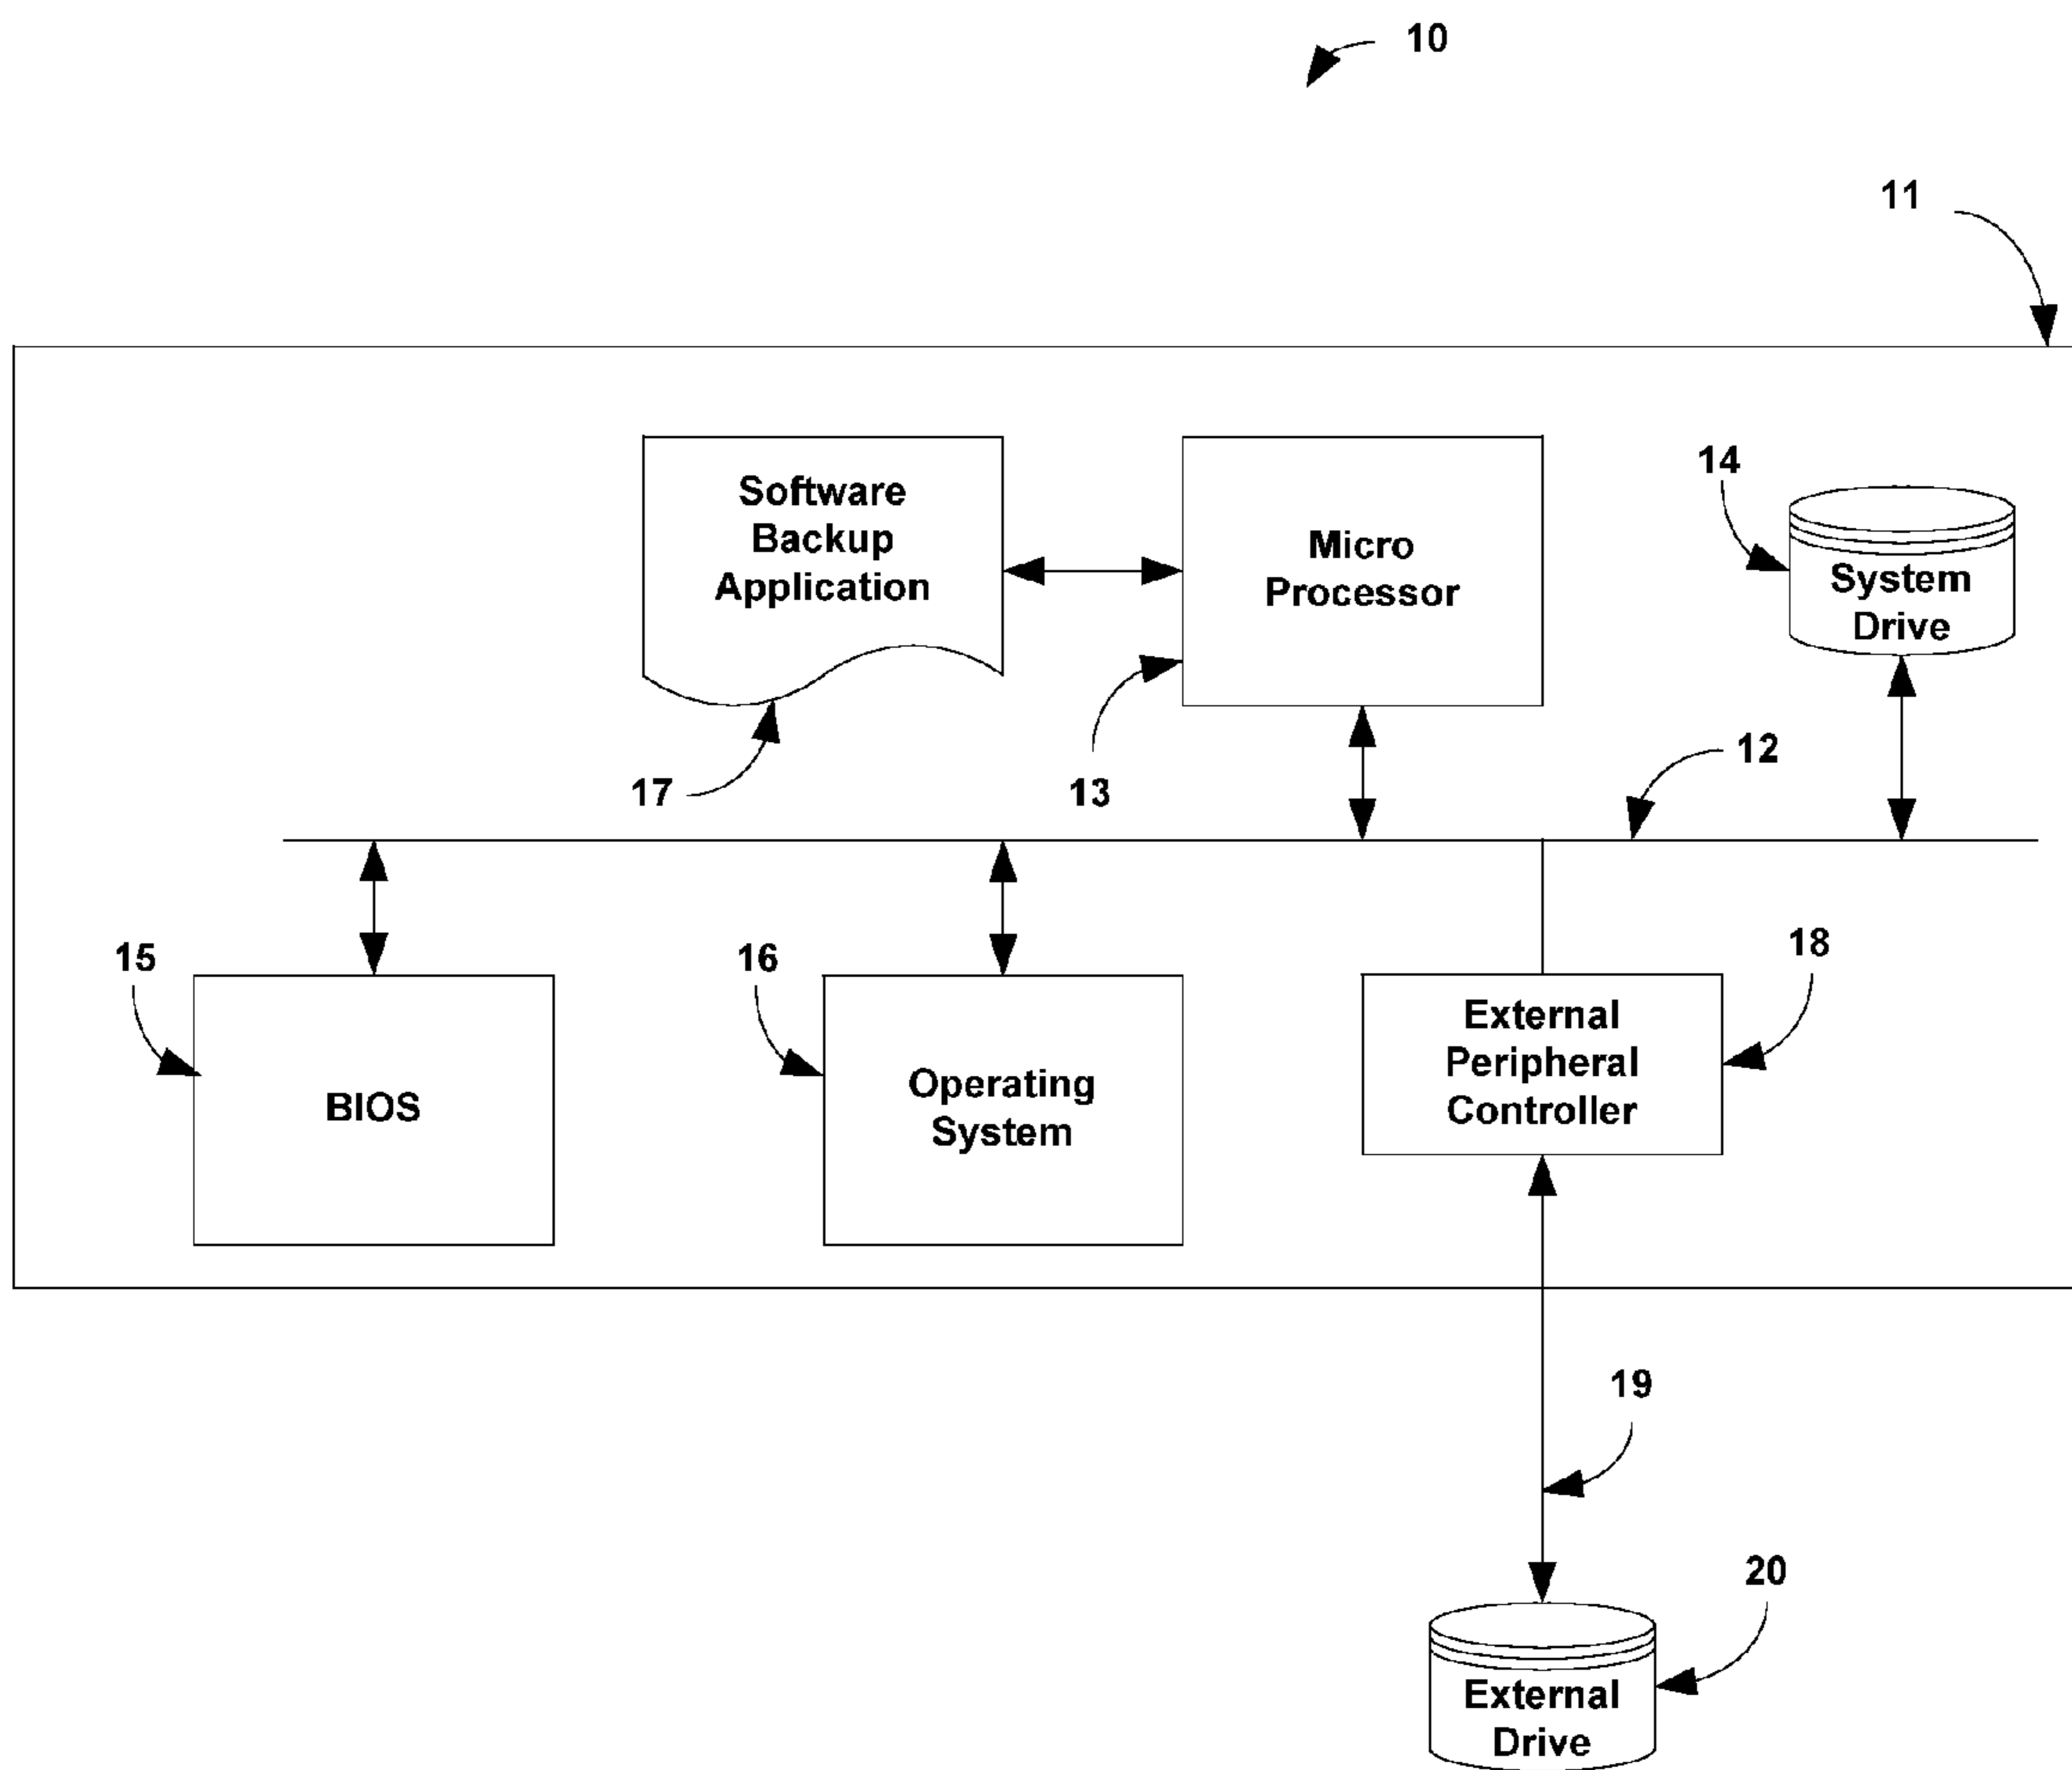 10
11
Software
Backup
Application
Micro
Processor
14
System
Drive
17
13
12
15
16
18
BIOS
Operating
System
External
Peripheral
Controller
19
20
External
Drive